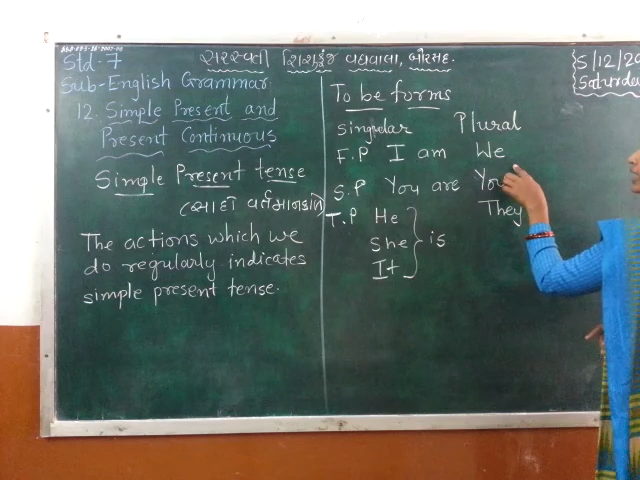 Std-7
સરસ્વતી શિશુકુંજ વઘવાલા, બોરસદ.
5/12/20
Saturday
Sub-English Grammar
12. Simple Present and
Present Continuous
Simple Present tense
(સાદો વર્તમાનકાળ)
The actions which we
do regularly indicates
simple present tense.
To be forms
Singular Plural
F.P I am We
S.P You are You
T.P He They
She } is
It